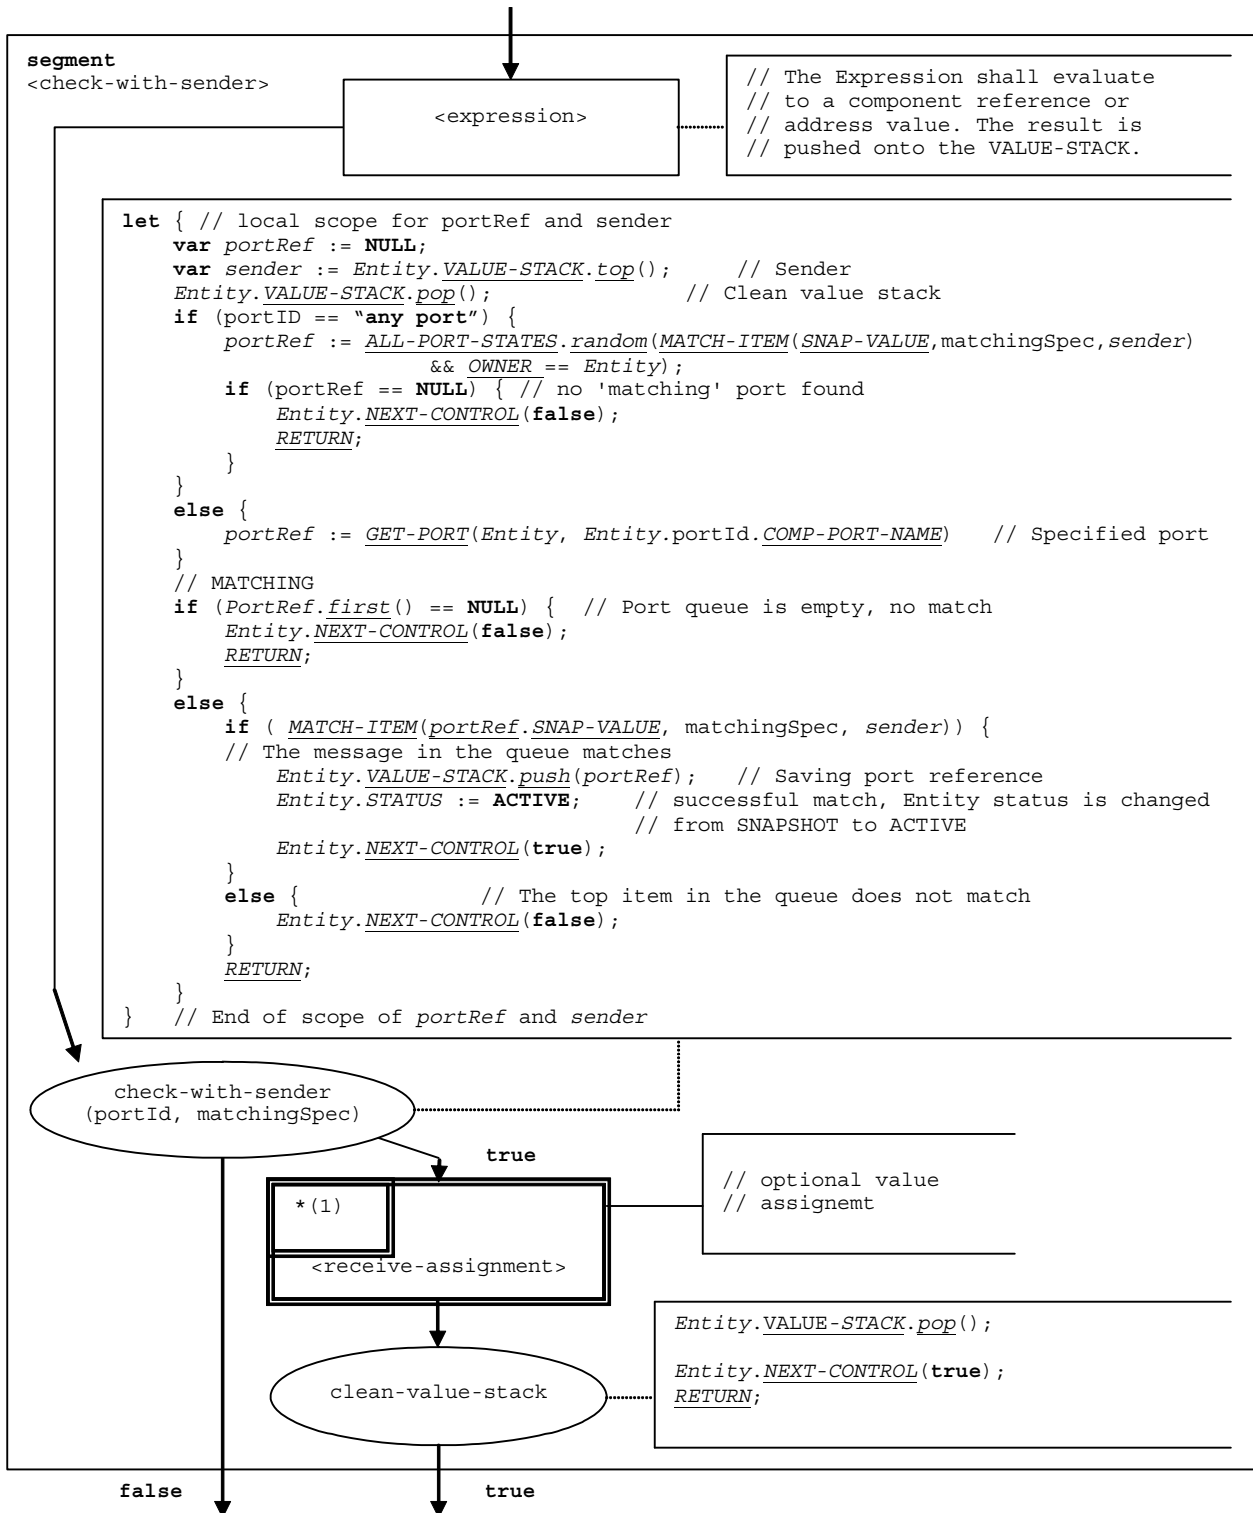 segment
<check-with-sender>
<expression>
// The Expression shall evaluate
// to a component reference or
// address value. The result is
// pushed onto the VALUE-STACK.
let { // local scope for portRef and sender
var portRef := NULL;
var sender := Entity.VALUE-STACK.top(); // Sender
Entity.VALUE-STACK.pop(); // Clean value stack
if (portID == “any port”) {
portRef := ALL-PORT-STATES.random(MATCH-ITEM(SNAP-VALUE,matchingSpec,sender)
&& OWNER == Entity);
if (portRef == NULL) { // no 'matching' port found
Entity.NEXT-CONTROL(false);
RETURN;
}
}
else {
portRef := GET-PORT(Entity, Entity.portId.COMP-PORT-NAME) // Specified port
}
// MATCHING
if (PortRef.first() == NULL) { // Port queue is empty, no match
Entity.NEXT-CONTROL(false);
RETURN;
}
else {
if ( MATCH-ITEM(portRef.SNAP-VALUE, matchingSpec, sender)) {
// The message in the queue matches
Entity.VALUE-STACK.push(portRef); // Saving port reference
Entity.STATUS := ACTIVE; // successful match, Entity status is changed
// from SNAPSHOT to ACTIVE
Entity.NEXT-CONTROL(true);
}
else { // The top item in the queue does not match
Entity.NEXT-CONTROL(false);
}
RETURN;
}
} // End of scope of portRef and sender
check-with-sender
(portId, matchingSpec)
true
*(1)
<receive-assignment>
// optional value
// assignemt
clean-value-stack
Entity.VALUE-STACK.pop();
Entity.NEXT-CONTROL(true);
RETURN;
false
true